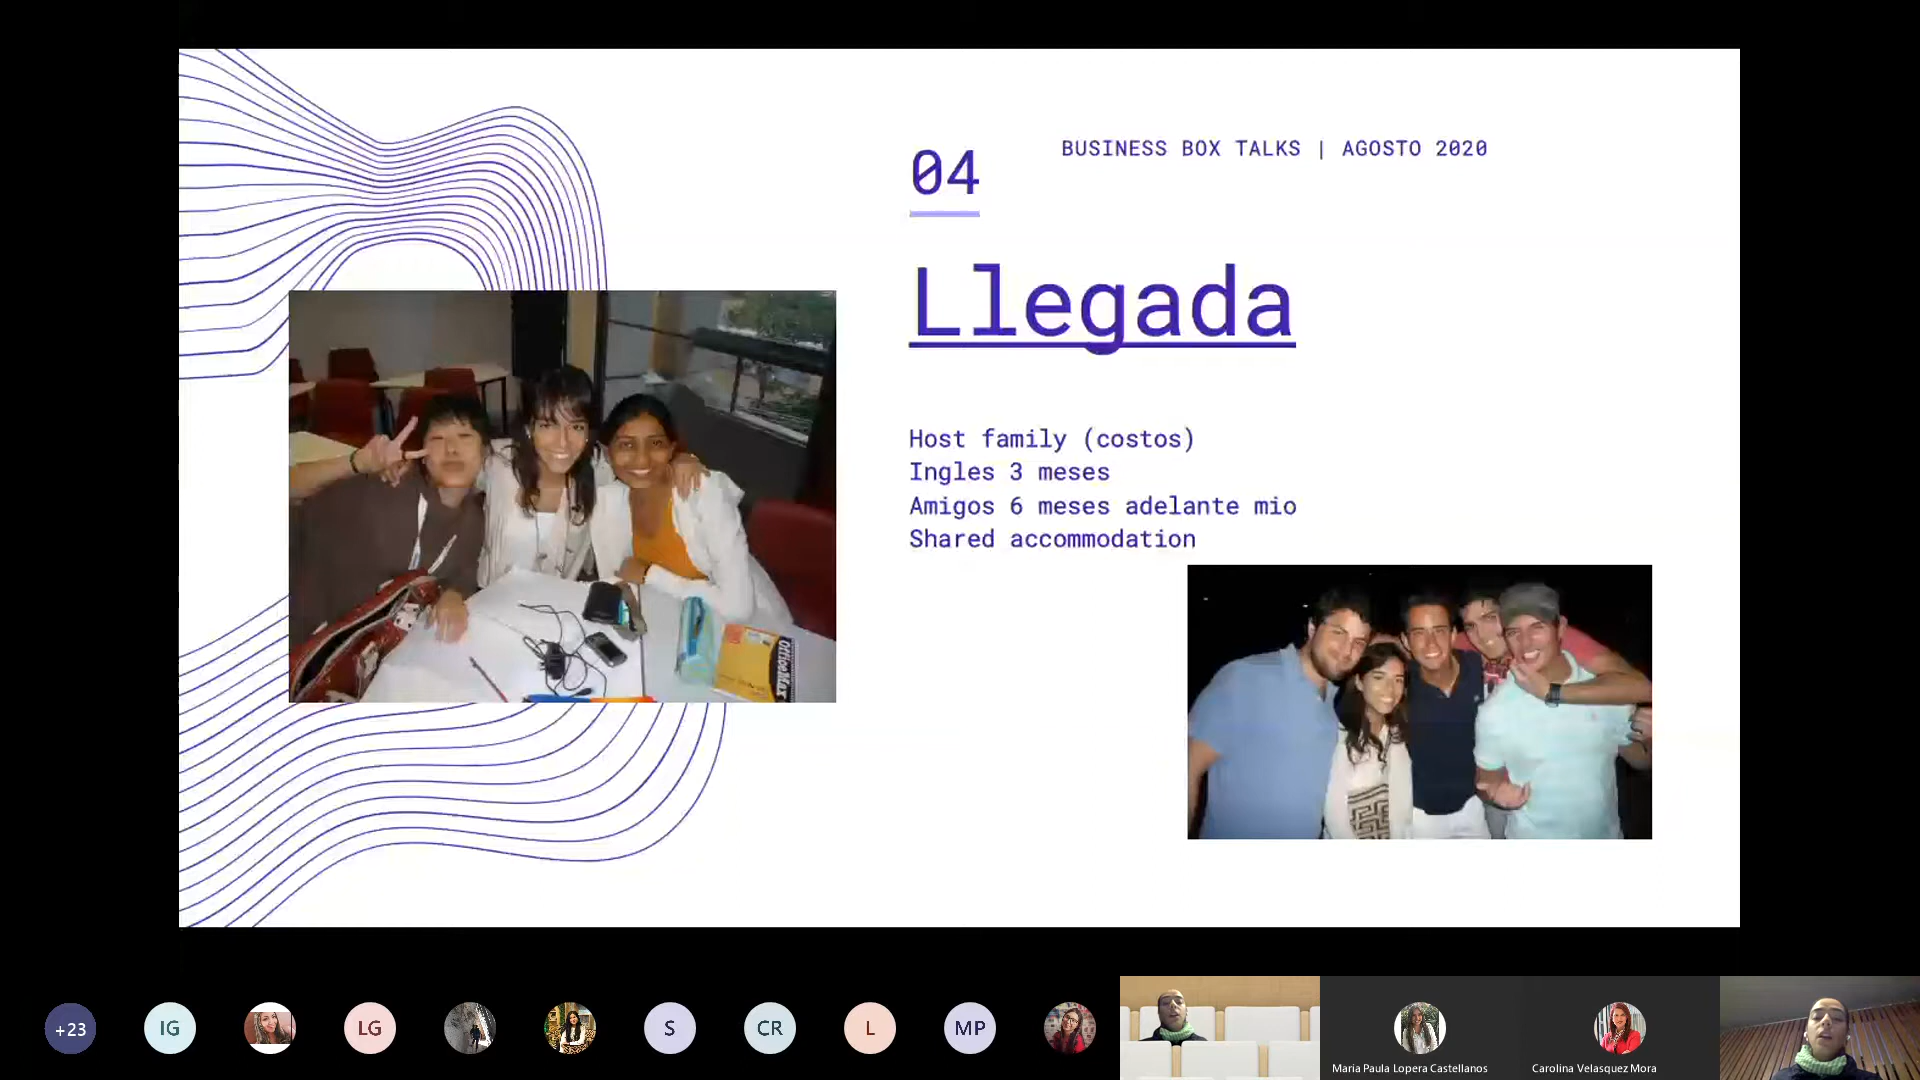 04
BUSINESS BOX TALKS | AGOSTO 2020
Llegada
Host family (costos)
Ingles 3 meses
Amigos 6 meses adelante mio
Shared accommodation
OfficeMax
+23
IG
LG
S
CR
L
MP
Maria Paula Lopera Castellanos
Carolina Velasquez Mora